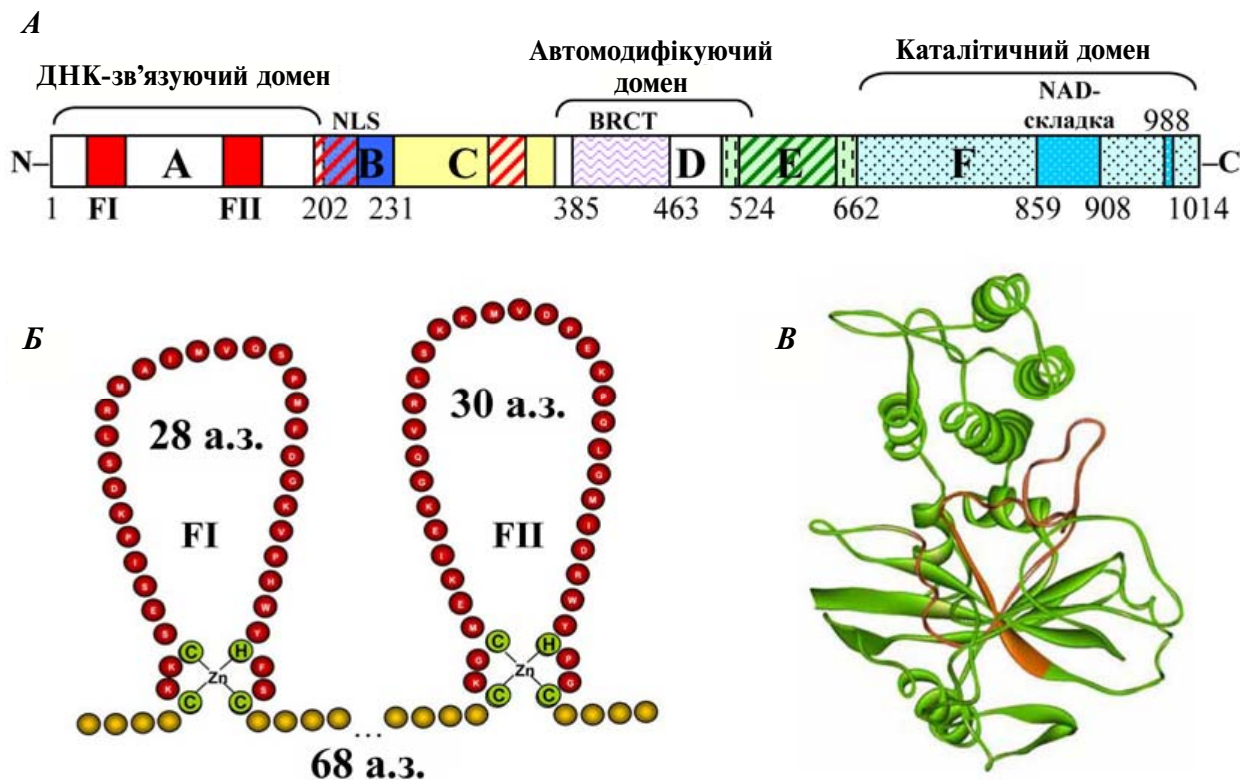 А
ДНК-зв’язуючий домен
Автомодифікуючий
домен
Каталітичний домен
NLS
BRCT
NAD-
складка
988
N–
A
B
C
D
E
F
–C
1
FI
FII
202
231
385
463
524
662
859
908
1014
Б
28 а.з.
FI
30 а.з.
FII
C
H
Zn
C
C
C
H
Zn
C
C
K
K
S
E
S
I
P
K
D
S
L
R
M
A
I
M
V
Q
S
P
M
F
D
G
K
V
P
H
W
Y
F
S
K
G
M
E
K
I
E
K
G
Q
V
R
L
S
K
K
M
V
D
P
E
K
P
Q
L
Q
M
I
D
R
W
Y
P
G
...
68 а.з.
В